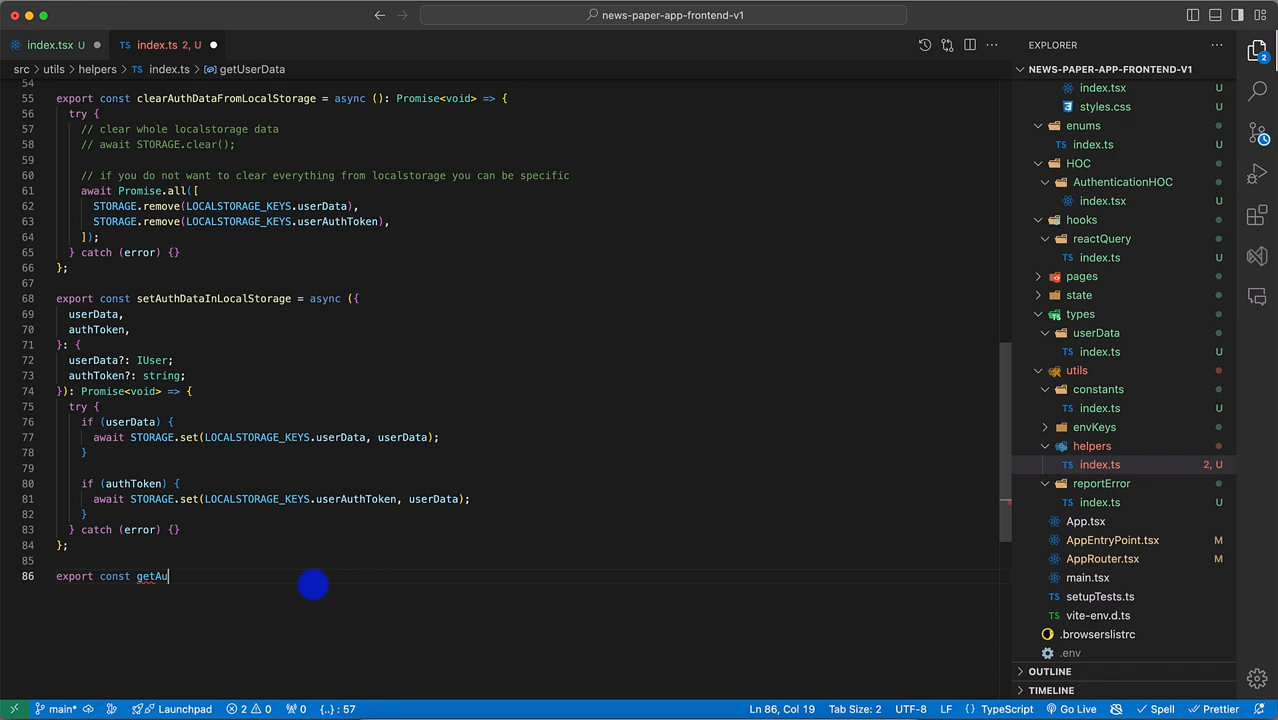 news-paper-app-frontend-v1
index.tsx U
TS index.ts 2, U
src > utils > helpers > TS index.ts > getUserData
54
55 export const clearAuthDataFromLocalStorage = async (): Promise<void> => {
56 try {
57 // clear whole localstorage data
58 // await STORAGE.clear();
59
60 // if you do not want to clear everything from localstorage you can be specific
61 await Promise.all([
62 STORAGE.remove(LOCALSTORAGE_KEYS.userData),
63 STORAGE.remove(LOCALSTORAGE_KEYS.userAuthToken),
64 ]);
65 } catch (error) {}
66 };
67
68 export const setAuthDataInLocalStorage = async ({
69 userData,
70 authToken,
71 }: {
72 userData?: IUser;
73 authToken?: string;
74 }): Promise<void> => {
75 try {
76 if (userData) {
77 await STORAGE.set(LOCALSTORAGE_KEYS.userData, userData);
78 }
79
80 if (authToken) {
81 await STORAGE.set(LOCALSTORAGE_KEYS.userAuthToken, userData);
82 }
83 } catch (error) {}
84 };
85
86 export const getAu
EXPLORER
NEWS-PAPER-APP-FRONTEND-V1
index.tsx U
styles.css U
enums
TS index.ts U
HOC
AuthenticationHOC
index.tsx U
hooks
reactQuery
TS index.ts U
pages
state
types
userData
TS index.ts U
utils
constants
TS index.ts U
envKeys
helpers
TS index.ts 2, U
reportError
TS index.ts U
App.tsx
AppEntryPoint.tsx M
AppRouter.tsx M
main.tsx
TS setupTests.ts
TS vite-env.d.ts
.browserslistrc
.env
OUTLINE
TIMELINE
2
main* Launchpad 2 0 0 {..} : 57 Ln 86, Col 19 Tab Size: 2 UTF-8 LF {} TypeScript Go Live Spell Prettier